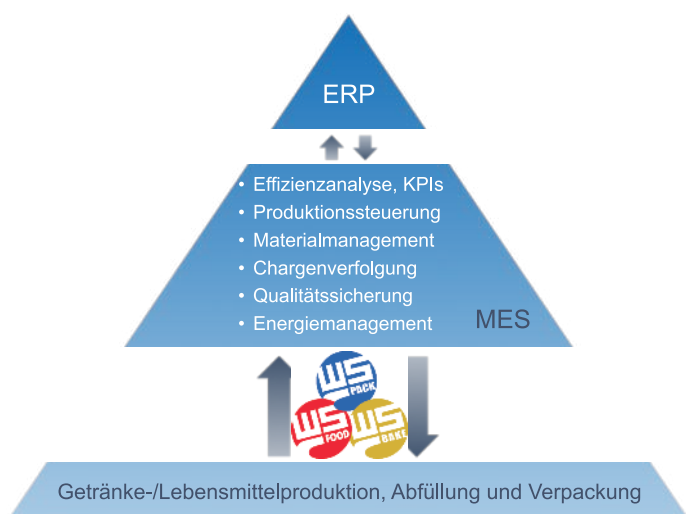 ERP
• Effizienzanalyse, KPIs
• Produktionssteuerung
• Materialmanagement
• Chargenverfolgung
• Qualitätssicherung
• Energiemanagement
MES
WS
PACK
WS
FOOD
WS
BAKE
Getränke-/Lebensmittelproduktion, Abfüllung und Verpackung